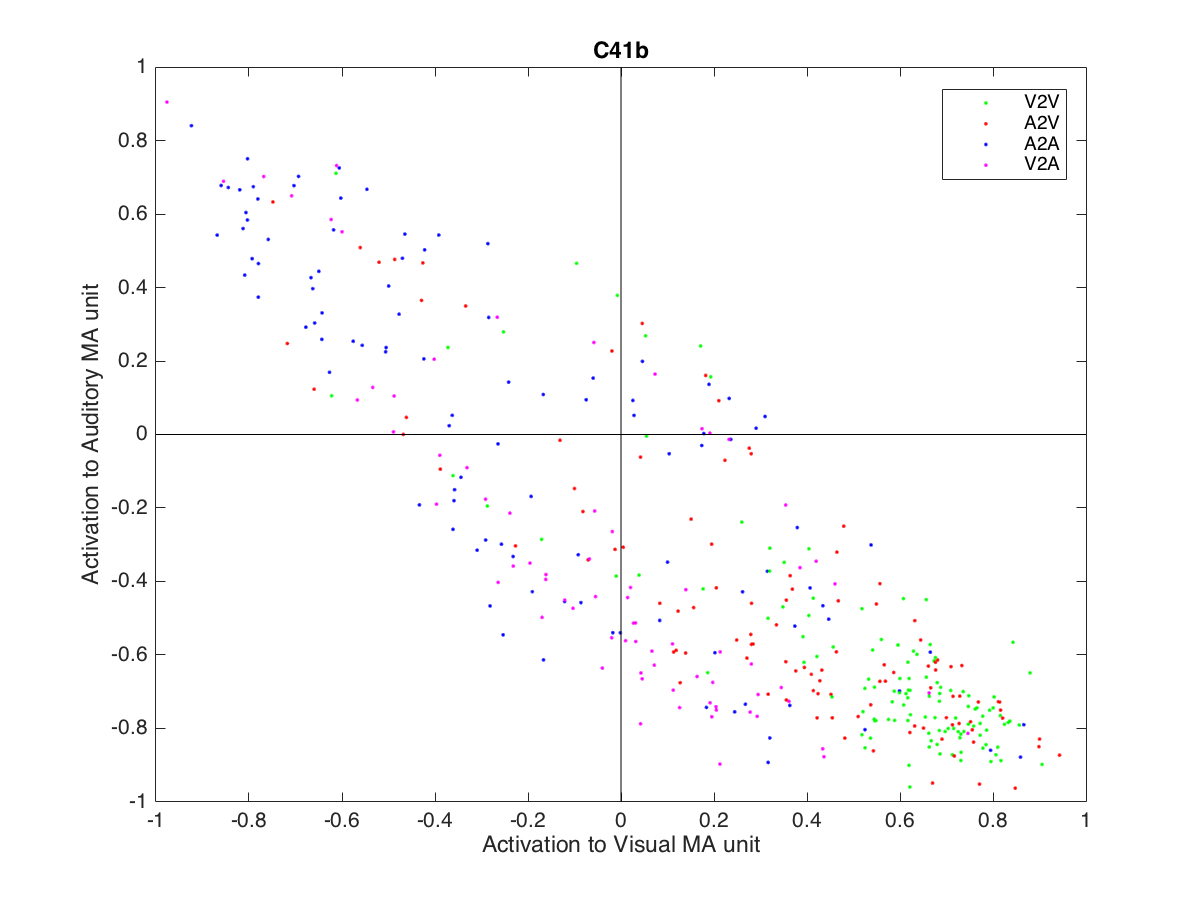 C41b
1
0.8
0.6
0.4
0.2
0
-0.2
-0.4
-0.6
-0.8
-1
Activation to Auditory MA unit
V2V
A2V
A2A
V2A
-1 -0.8 -0.6 -0.4 -0.2 0 0.2 0.4 0.6 0.8 1
Activation to Visual MA unit